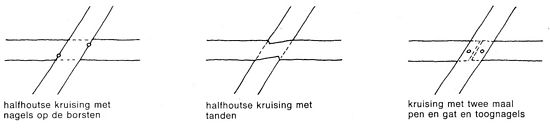 halfhoutse kruising met
nagels op de borsten
halfhoutse kruising met
tanden
kruising met twee maal
pen en gat en toognagels